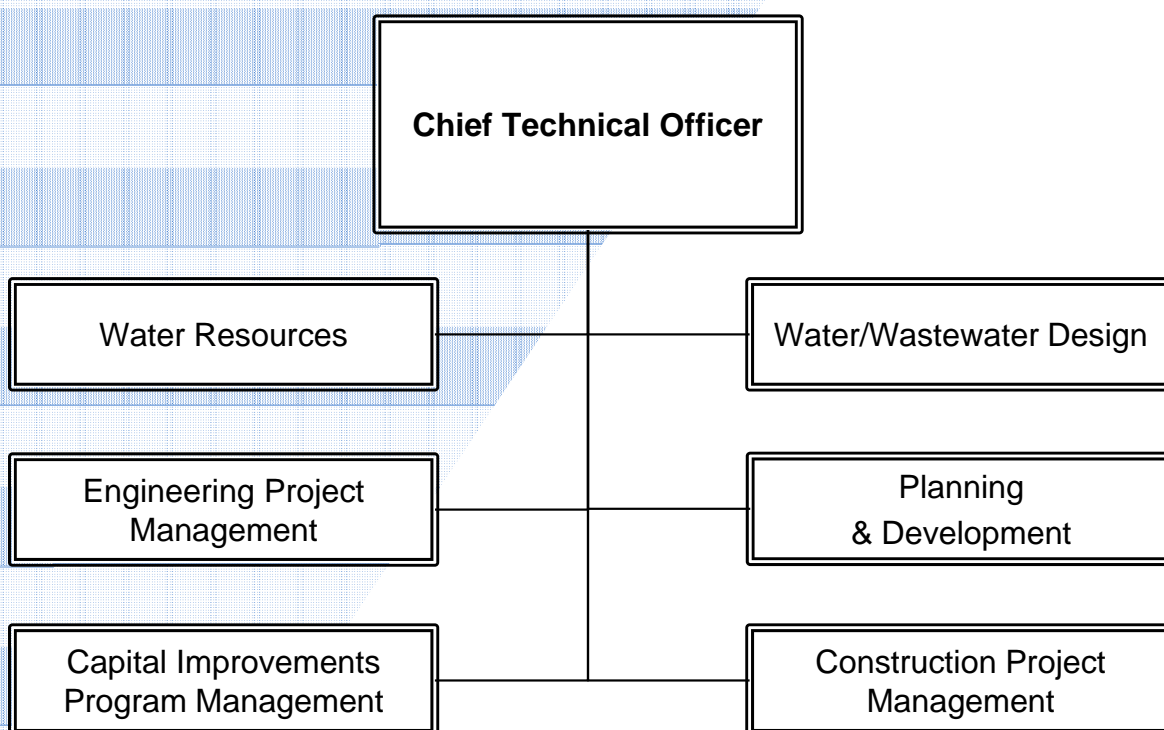 Chief Technical Officer
Water Resources
Water/Wastewater Design
Engineering Project
Management
Planning
& Development
Capital Improvements
Program Management
Construction Project
Management